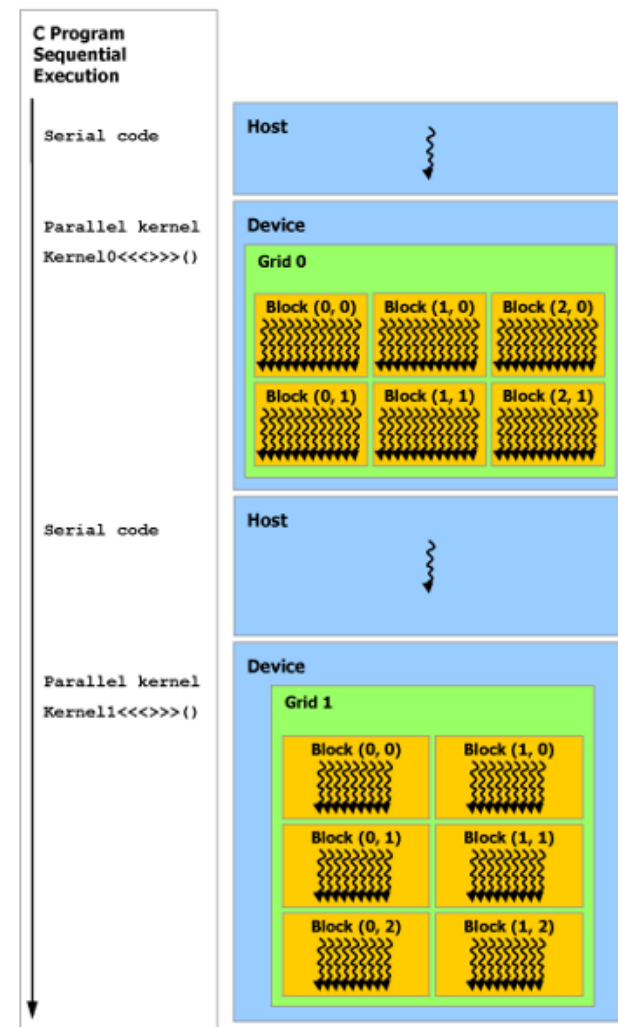 C Program
Sequential
Execution
Serial code
Host
Parallel kernel
Kernel0<<<>>>()
Device
Grid 0
Block (0, 0)
Block (1, 0)
Block (2, 0)
Block (0, 1)
Block (1, 1)
Block (2, 1)
Serial code
Host
Parallel kernel
Kernel1<<<>>>()
Device
Grid 1
Block (0, 0)
Block (1, 0)
Block (0, 1)
Block (1, 1)
Block (0, 2)
Block (1, 2)